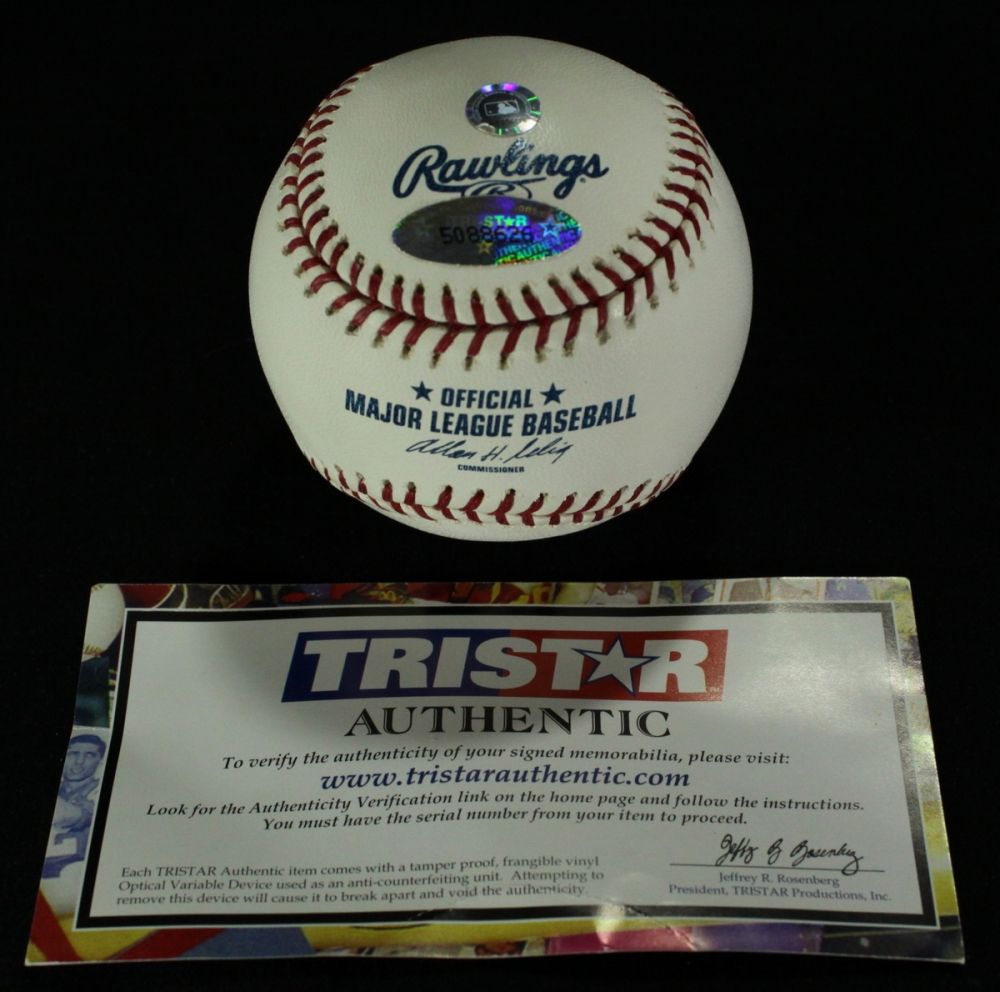 Rawlings
R
TRISTAR
5088626
★ OFFICIAL ★
MAJOR LEAGUE BASEBALL
Allan H. Selig
COMMISSIONER
TRISTAR™
AUTHENTIC
To verify the authenticity of your signed memorabilia, please visit:
www.tristarauthentic.com
Look for the Authenticity Verification link on the home page and follow the instructions.
You must have the serial number from your item to proceed.
Each TRISTAR Authentic item comes with a tamper proof, frangible vinyl
Optical Variable Device used as an anti-counterfeiting unit. Attempting to
remove this device will cause it to break apart and void the authenticity.
Jeffrey R. Rosenberg
President, TRISTAR Productions, Inc.